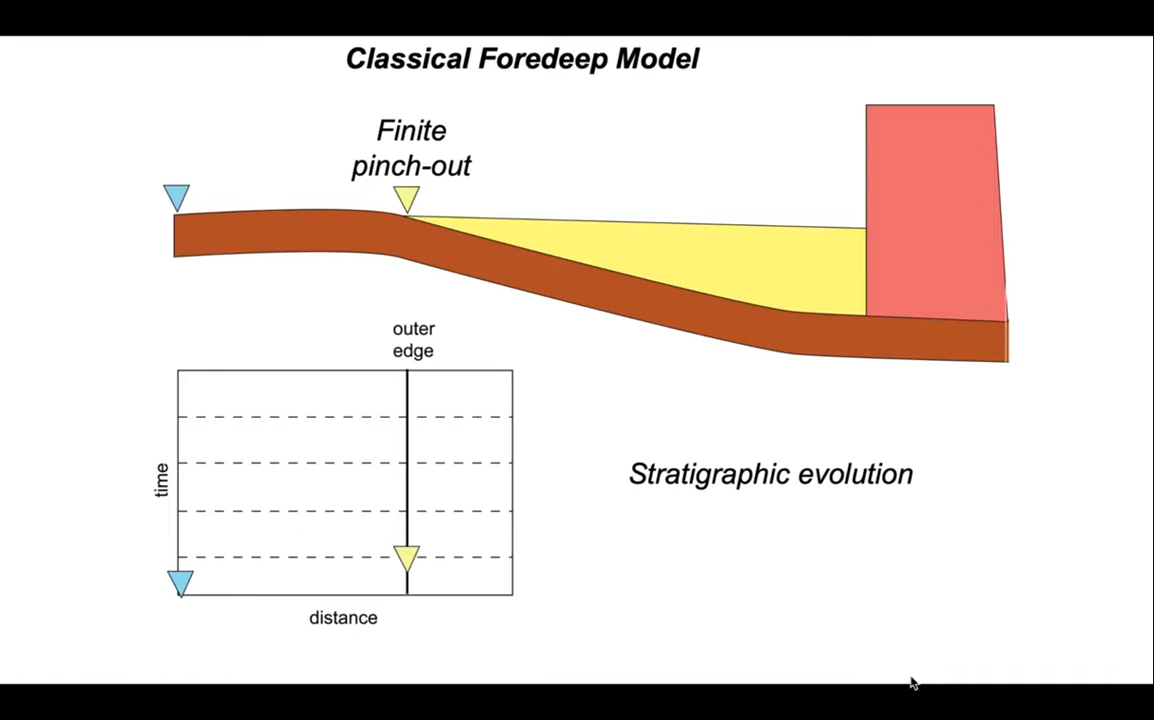 Classical Foredeep Model
Finite
pinch-out
outer
edge
time
Stratigraphic evolution
distance